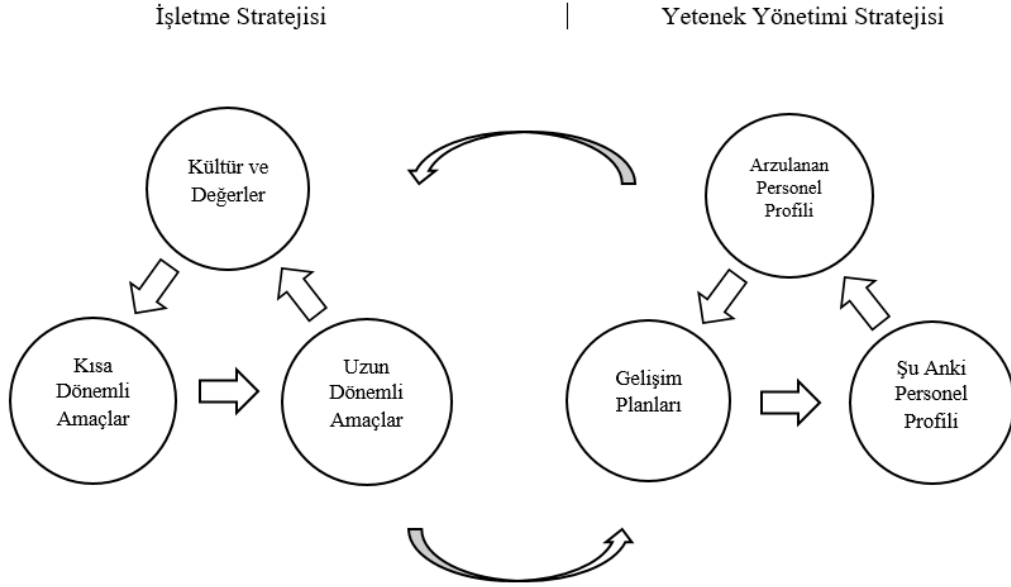 İşletme Stratejisi
Yetenek Yönetimi Stratejisi
Kültür ve
Değerler
Kısa
Dönemli
Amaçlar
Uzun
Dönemli
Amaçlar
Arzulanan
Personel
Profili
Gelişim
Planları
Şu Anki
Personel
Profili